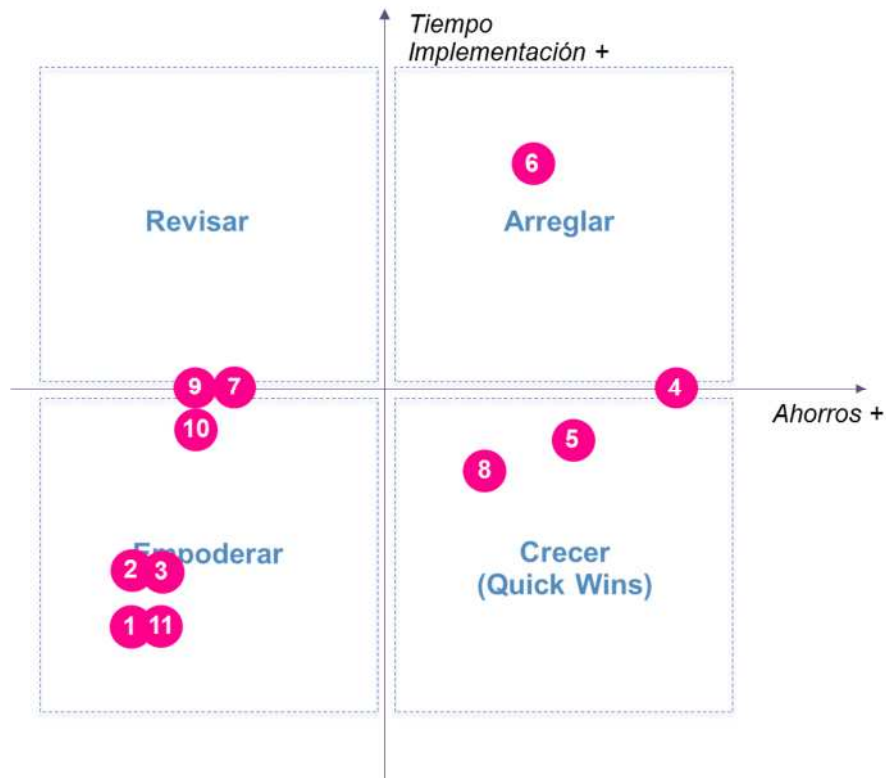 Tiempo
Implementación +
6
Revisar
Arreglar
9
7
4
Ahorros +
10
5
8
Empoderar
Crecer
(Quick Wins)
2
3
1
11